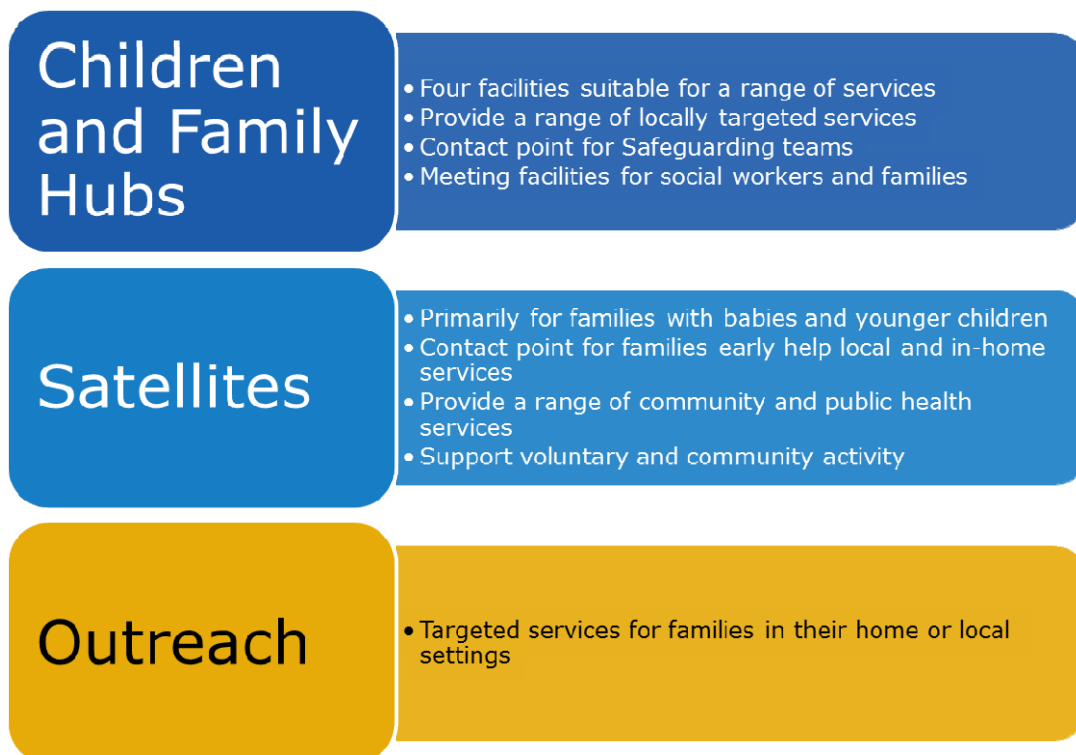 Children
and Family
Hubs
• Four facilities suitable for a range of services
• Provide a range of locally targeted services
• Contact point for Safeguarding teams
• Meeting facilities for social workers and families
Satellites
• Primarily for families with babies and younger children
• Contact point for families early help local and in-home
services
• Provide a range of community and public health
services
• Support voluntary and community activity
Outreach
• Targeted services for families in their home or local
settings